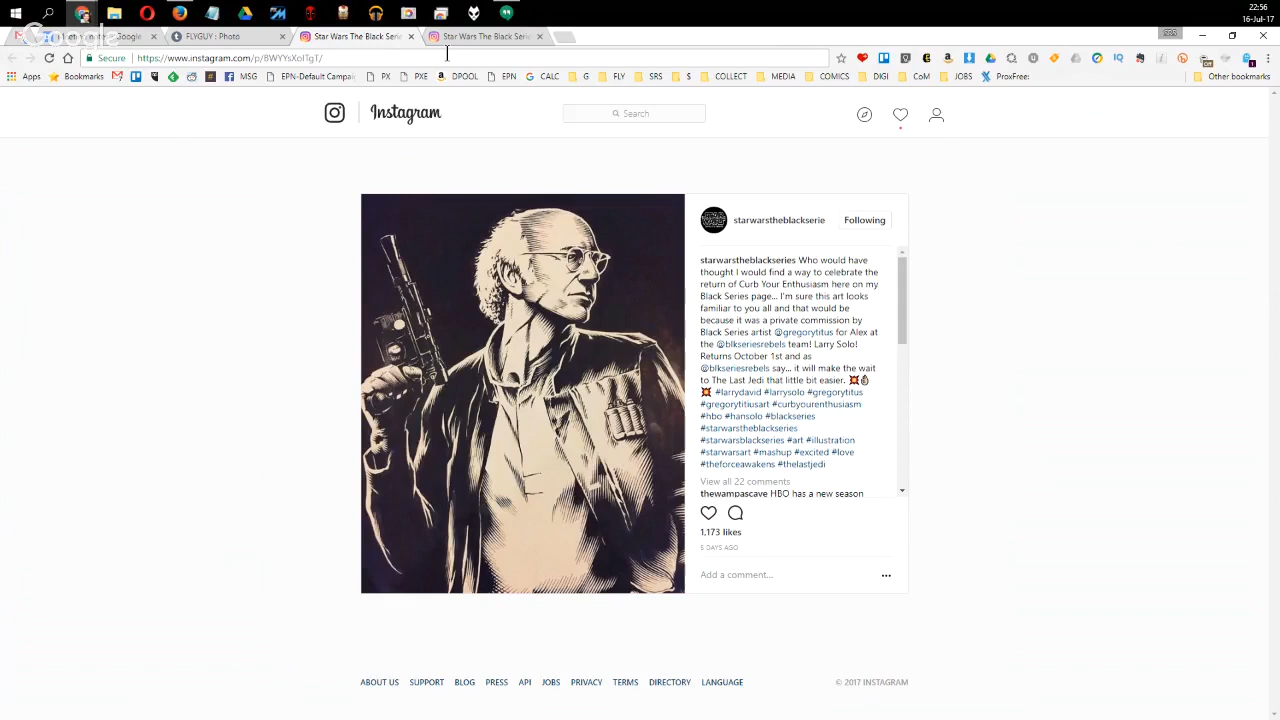 22:56
16-Jul-17
Google
FLYGUY : Photo
Star Wars The Black Serie
Star Wars The Black Serie
Secure
https://www.instagram.com/p/BWYYsXolTgT/
Apps Bookmarks MSG EPN-Default Campaign PX PXE DPOOL EPN CALC G FLY SRS $ COLLECT MEDIA COMICS DIGI CoM JOBS ProxFree: Other bookmarks
Instagram
Search
starwarstheblackserie
Following
starwarstheblackseries Who would have
thought I would find a way to celebrate the
return of Curb Your Enthusiasm here on my
Black Series page... I'm sure this art looks
familiar to you all and that would be
because it was a private commission by
Black Series artist @gregorytitus for Alex at
the @blkseriesrebels team! Larry Solo!
Returns October 1st and as
@blkseriesrebels say... it will make the wait
to The Last Jedi that little bit easier.
#larrydavid #larrysolo #gregorytitus
#gregorytitiusart #curbyourenthusiasm
#hbo #hansolo #blackseries
#starwarstheblackseries
#starwarsblackseries #art #illustration
#starwarsart #mashup #excited #love
#theforceawakens #thelastjedi
View all 22 comments
thewampascave HBO has a new season
1,173 likes
5 DAYS AGO
Add a comment...
ABOUT US SUPPORT BLOG PRESS API JOBS PRIVACY TERMS DIRECTORY LANGUAGE
© 2017 INSTAGRAM